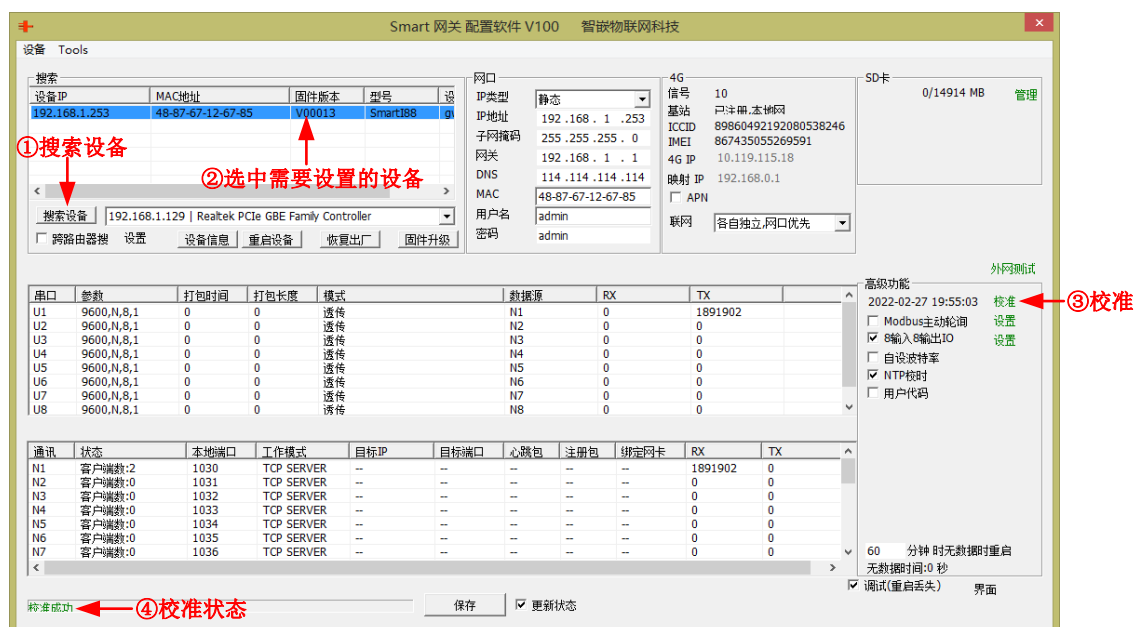 Smart 网关 配置软件 V100 智嵌物联网科技
设备 Tools
搜索
设备IP MAC地址 固件版本 型号 设
192.168.1.253 48-87-67-12-67-85 V00013 SmartI88
①搜索设备
②选中需要设置的设备
搜索设备 192.168.1.129 | Realtek PCIe GBE Family Controller
跨路由器搜 设置 设备信息 重启设备 恢复出厂 固件升级
网口
IP类型 静态
IP地址 192 .168 . 1 .253
子网掩码 255 .255 .255 . 0
网关 192 .168 . 1 . 1
DNS 114 .114 .114 .114
MAC 48-87-67-12-67-85
用户名 admin
密码 admin
4G
信号 10
基站 已注册,本地网
ICCID 89860492192080538246
IMEI 867435055269591
4G IP 10.119.115.18
映射 IP 192.168.0.1
APN
联网 各自独立,网口优先
SD卡
0/14914 MB 管理
外网测试
串口 参数 打包时间 打包长度 模式 数据源 RX TX
U1 9600,N,8,1 0 0 透传 N1 0 1891902
U2 9600,N,8,1 0 0 透传 N2 0 0
U3 9600,N,8,1 0 0 透传 N3 0 0
U4 9600,N,8,1 0 0 透传 N4 0 0
U5 9600,N,8,1 0 0 透传 N5 0 0
U6 9600,N,8,1 0 0 透传 N6 0 0
U7 9600,N,8,1 0 0 透传 N7 0 0
U8 9600,N,8,1 0 0 透传 N8 0 0
高级功能
2022-02-27 19:55:03 校准
③校准
Modbus主动轮询 设置
8输入8输出IO 设置
自设波特率
NTP校时
用户代码
通讯 状态 本地端口 工作模式 目标IP 目标端口 心跳包 注册包 绑定网卡 RX TX
N1 客户端数:2 1030 TCP SERVER -- -- -- -- -- 1891902 0
N2 客户端数:0 1031 TCP SERVER -- -- -- -- -- 0 0
N3 客户端数:0 1032 TCP SERVER -- -- -- -- -- 0 0
N4 客户端数:0 1033 TCP SERVER -- -- -- -- -- 0 0
N5 客户端数:0 1034 TCP SERVER -- -- -- -- -- 0 0
N6 客户端数:0 1035 TCP SERVER -- -- -- -- -- 0 0
N7 客户端数:0 1036 TCP SERVER -- -- -- -- -- 0 0
60 分钟 时无数据时重启
无数据时间:0 秒
调试(重启丢失) 界面
校准成功
④校准状态
保存 更新状态